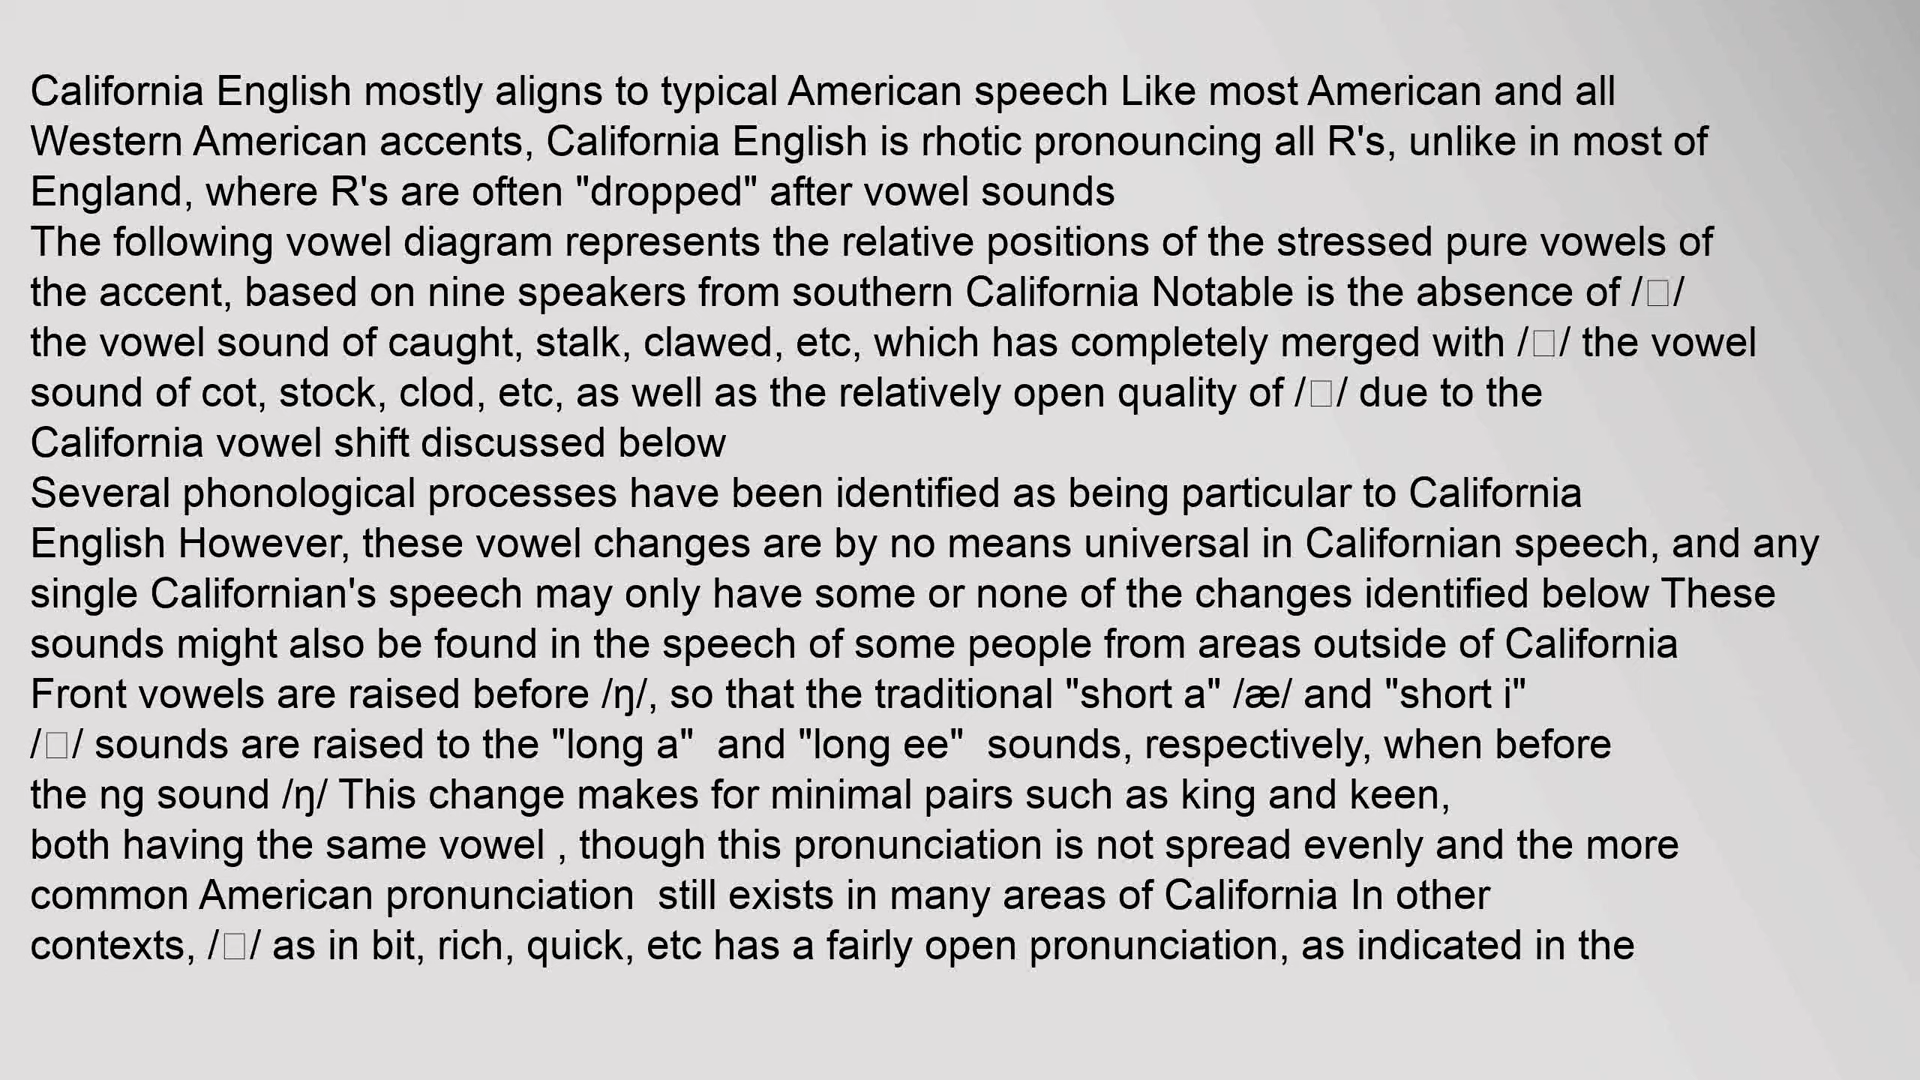 California English mostly aligns to typical American speech Like most American and all
Western American accents, California English is rhotic pronouncing all R's, unlike in most of
England, where R's are often "dropped" after vowel sounds
The following vowel diagram represents the relative positions of the stressed pure vowels of
the accent, based on nine speakers from southern California Notable is the absence of /□/
the vowel sound of caught, stalk, clawed, etc, which has completely merged with /□/ the vowel
sound of cot, stock, clod, etc, as well as the relatively open quality of /□/ due to the
California vowel shift discussed below
Several phonological processes have been identified as being particular to California
English However, these vowel changes are by no means universal in Californian speech, and any
single Californian's speech may only have some or none of the changes identified below These
sounds might also be found in the speech of some people from areas outside of California
Front vowels are raised before /ŋ/, so that the traditional "short a" /æ/ and "short i"
/□/ sounds are raised to the "long a"  and "long ee"  sounds, respectively, when before
the ng sound /ŋ/ This change makes for minimal pairs such as king and keen,
both having the same vowel , though this pronunciation is not spread evenly and the more
common American pronunciation  still exists in many areas of California In other
contexts, /□/ as in bit, rich, quick, etc has a fairly open pronunciation, as indicated in the